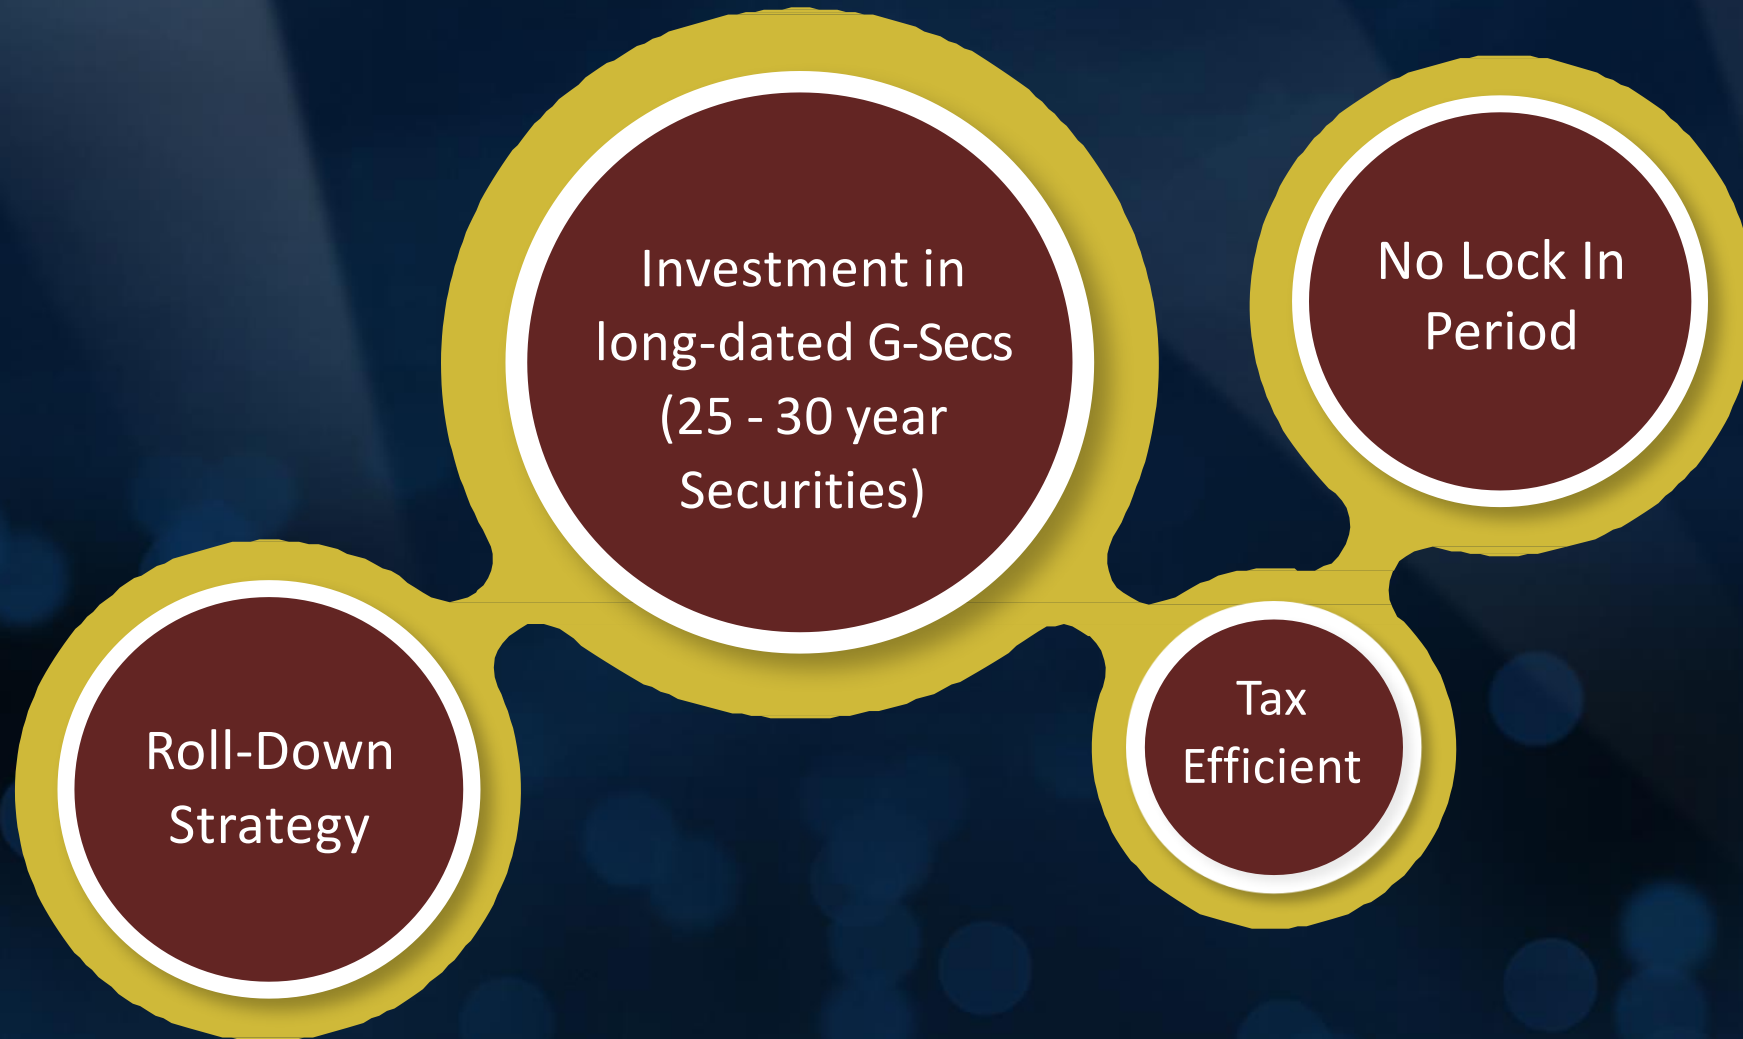 Investment in
long-dated G-Secs
(25 - 30 year
Securities)
No Lock In
Period
Roll-Down
Strategy
Tax
Efficient